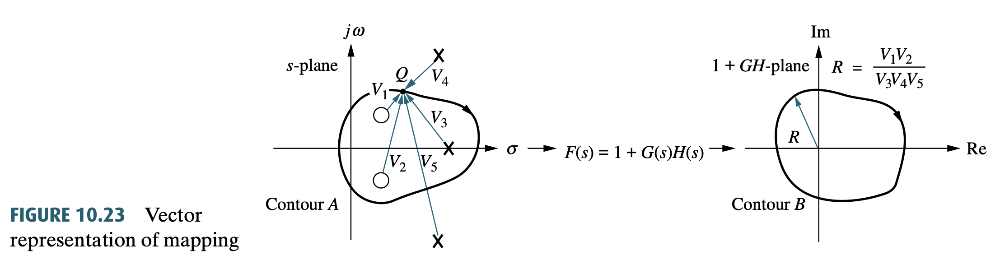 jω
s-plane
Q
V₄
V₁
V₃
σ
V₂
V₅
Contour A
F(s) = 1 + G(s)H(s)
Im
1 + GH-plane
R = V₁V₂ / V₃V₄V₅
R
Re
Contour B
FIGURE 10.23 Vector
representation of mapping